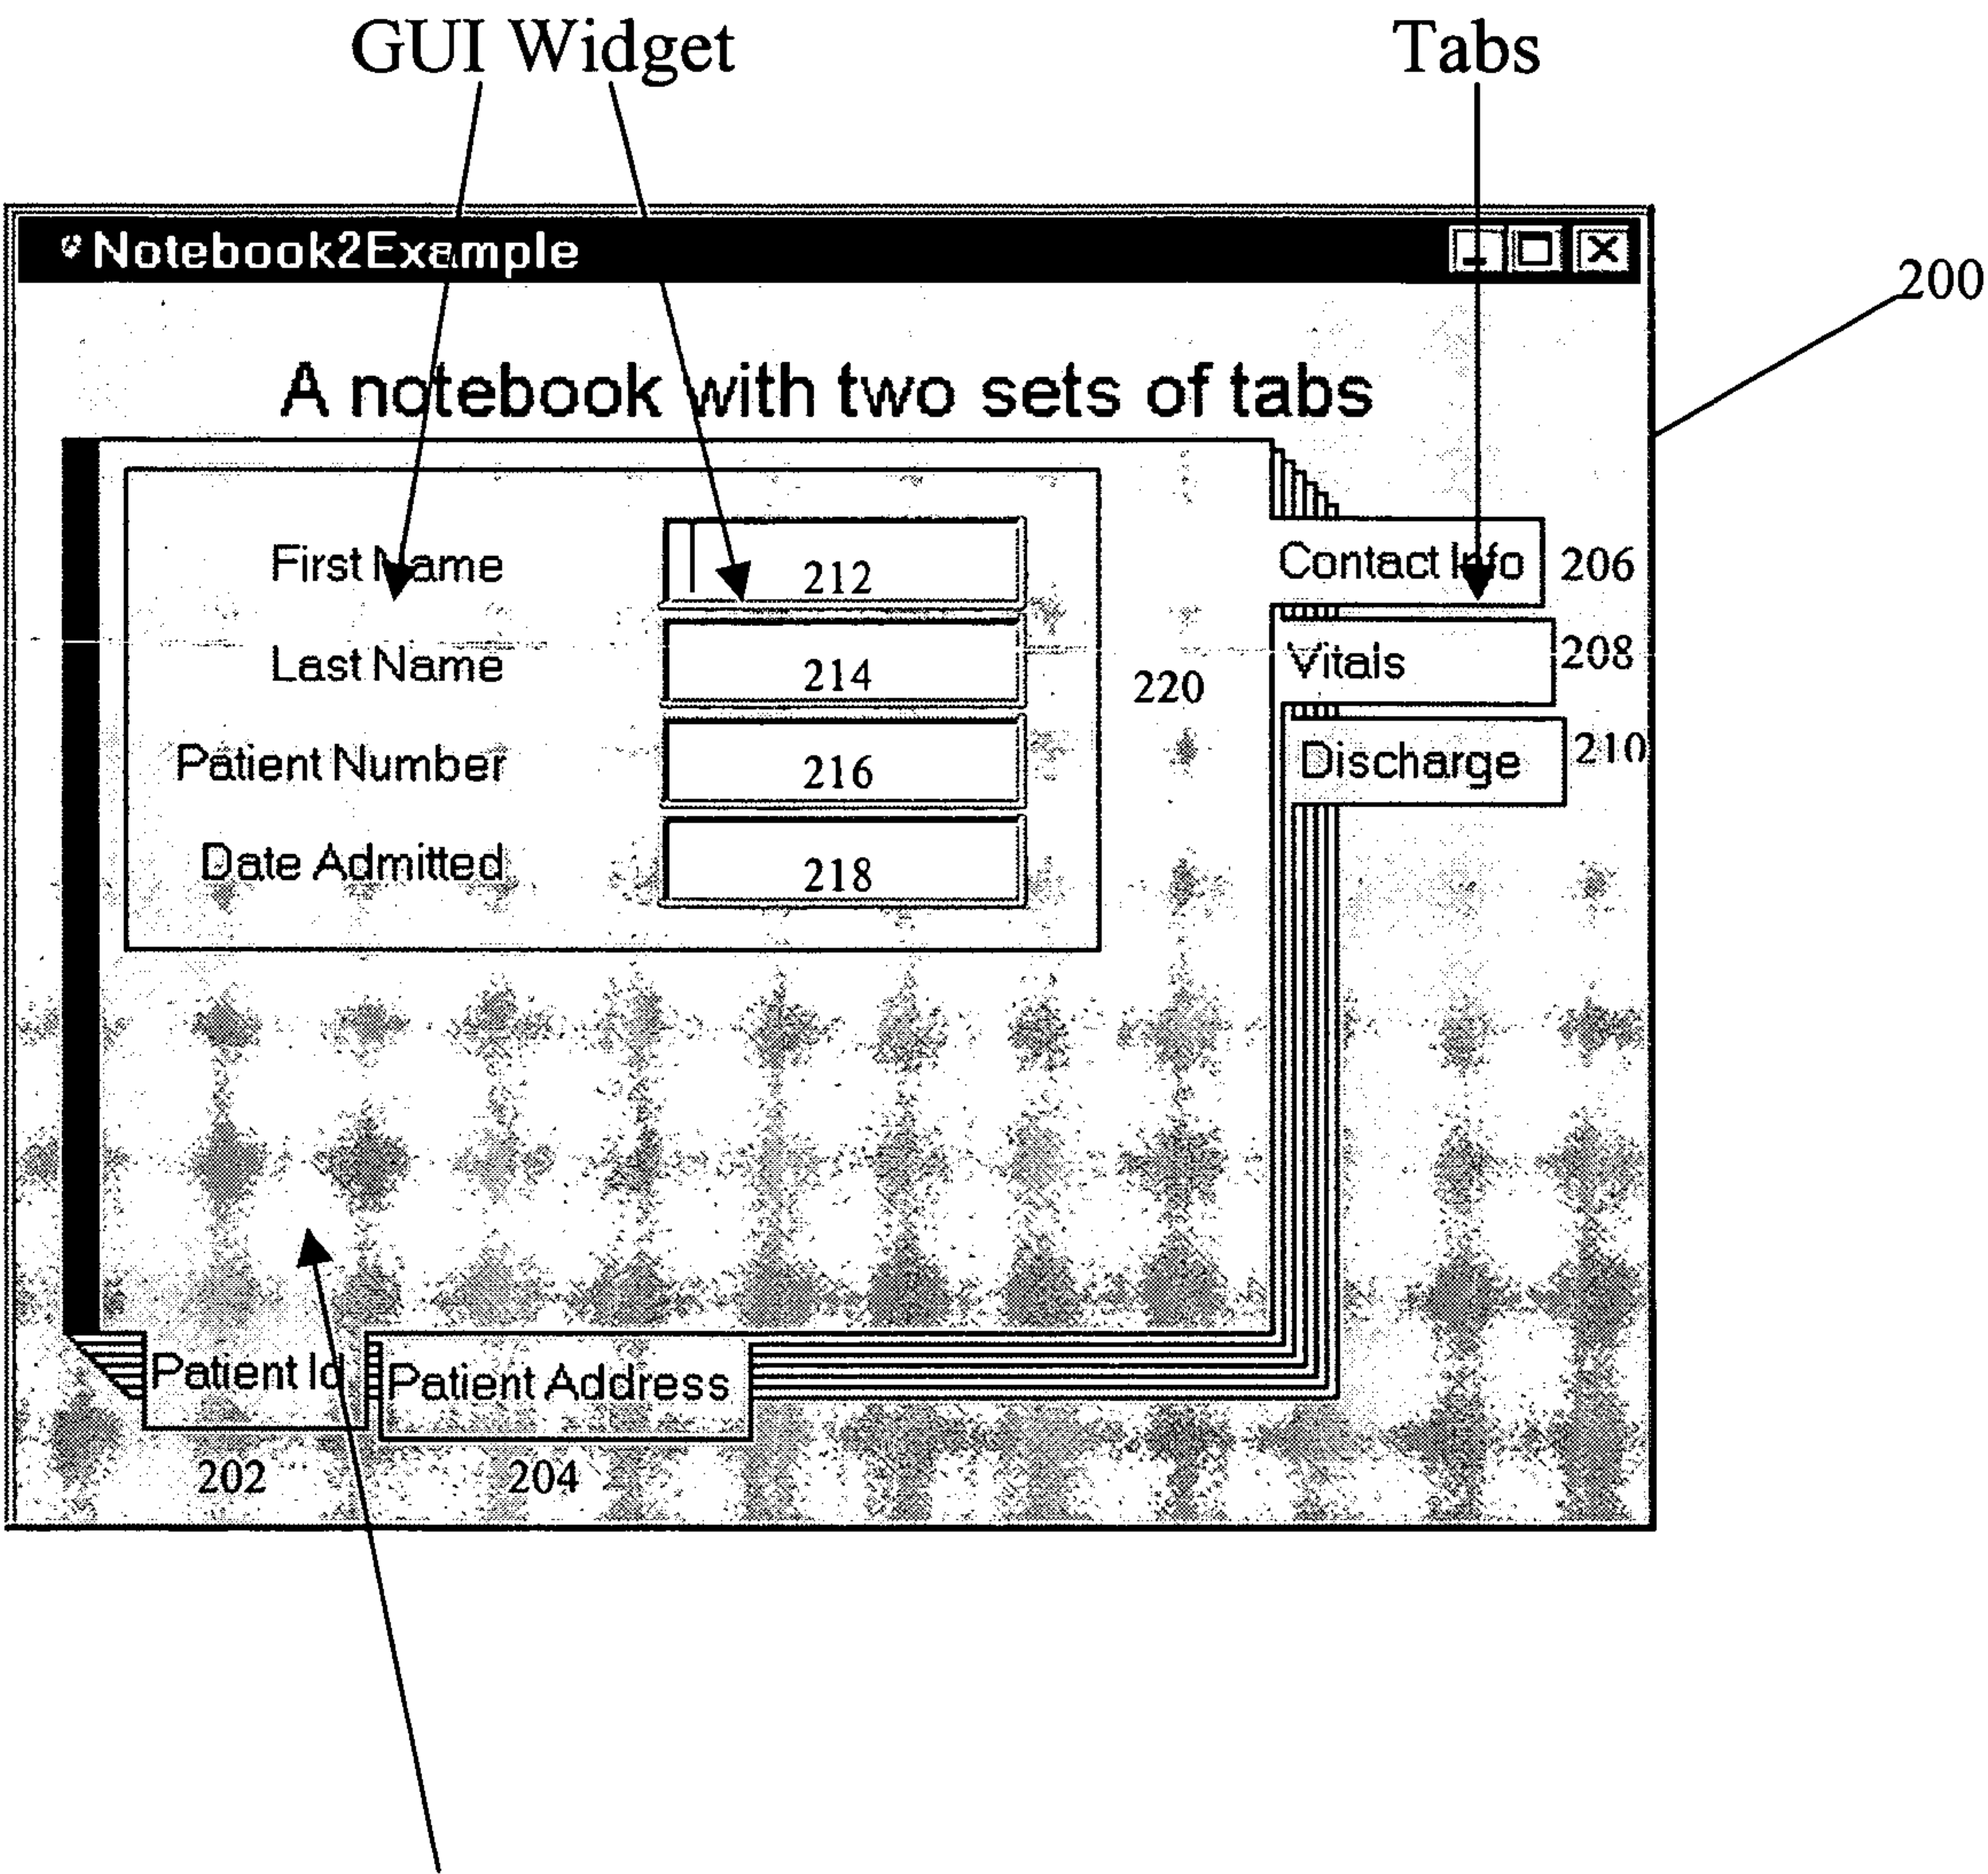 GUI Widget Tabs
Notebook2Example
200
A notebook with two sets of tabs
First Name 212 Contact Info 206
Last Name 214 220 Vitals 208
Patient Number 216 Discharge 210
Date Admitted 218
Patient Id Patient Address
202 204